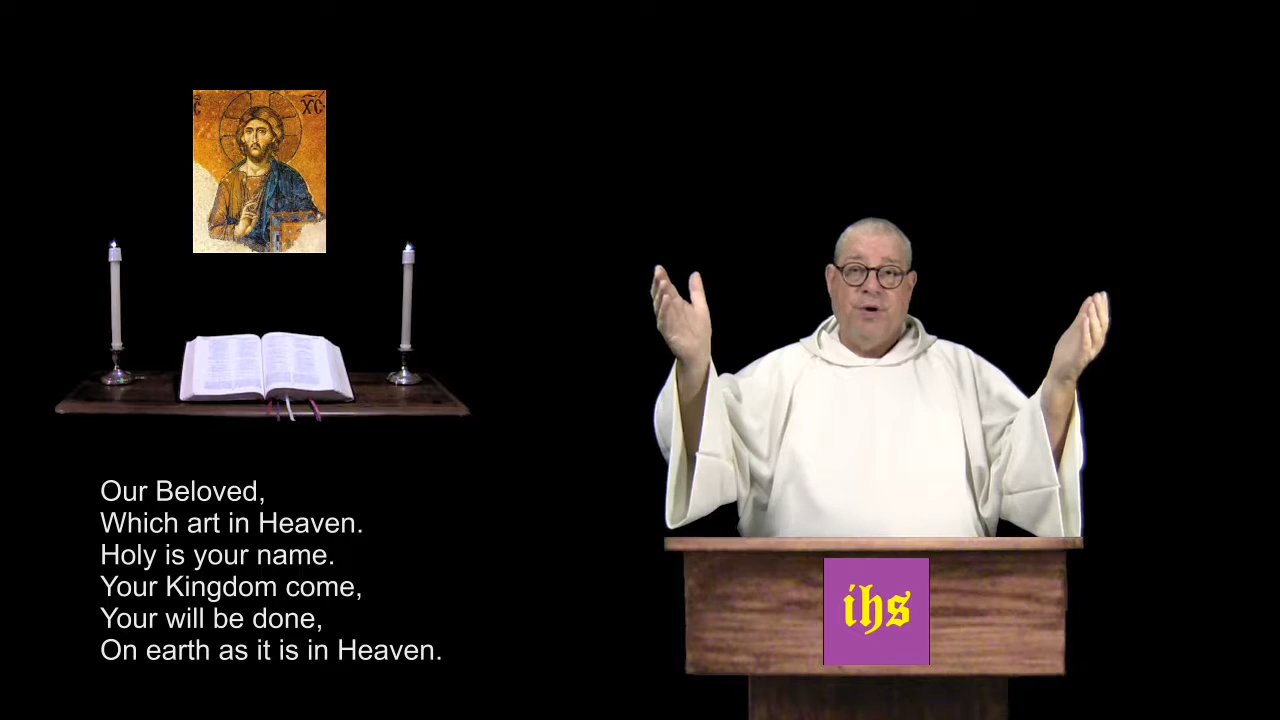 XC
Our Beloved,
Which art in Heaven.
Holy is your name.
Your Kingdom come,
Your will be done,
On earth as it is in Heaven.
ihs